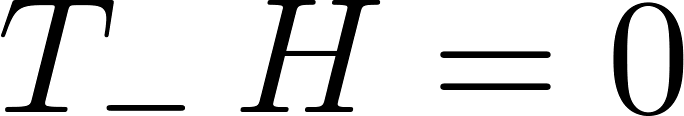 T_ H = 0